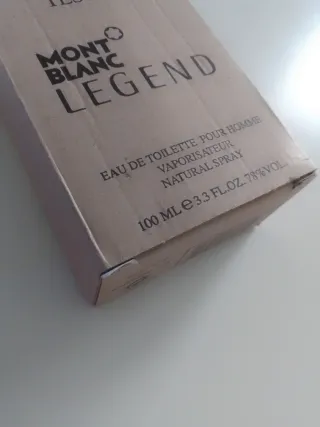 MONT
BLANC
LEGEND
EAU DE TOILETTE POUR HOMME
VAPORISATEUR
NATURAL SPRAY
100 ML ℮ 3.3 FL.OZ. 78% VOL.